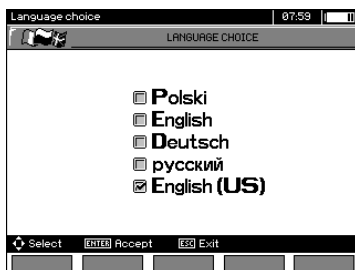 Language choice 07:59
LANGUAGE CHOICE
Polski
English
Deutsch
русский
English (US)
Select ENTER Accept ESC Exit